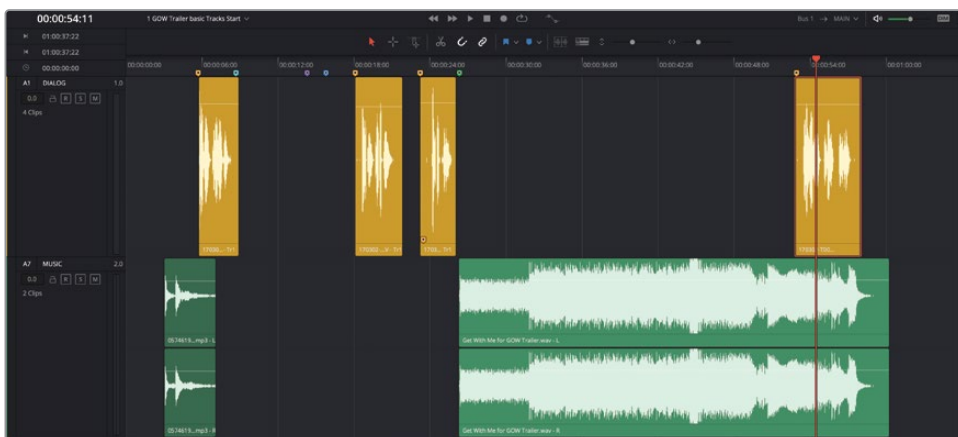 00:00:54:11
1 GOW Trailer basic Tracks Start
Bus 1 → MAIN
DIM
01:00:37:22
01:00:37:22
00:00:00:00
00:00:00:00
00:00:06:00
00:00:12:00
00:00:18:00
00:00:24:00
00:00:30:00
00:00:36:00
00:00:42:00
00:00:48:00
00:00:54:00
00:01:00:00
A1 DIALOG 1.0
0.0 R S M
4 Clips
A7 MUSIC 2.0
0.0 R S M
2 Clips
0574613...mp3 - L
Get With Me for GOW Trailer.wav - L
0574613...mp3 - R
Get With Me for GOW Trailer.wav - R